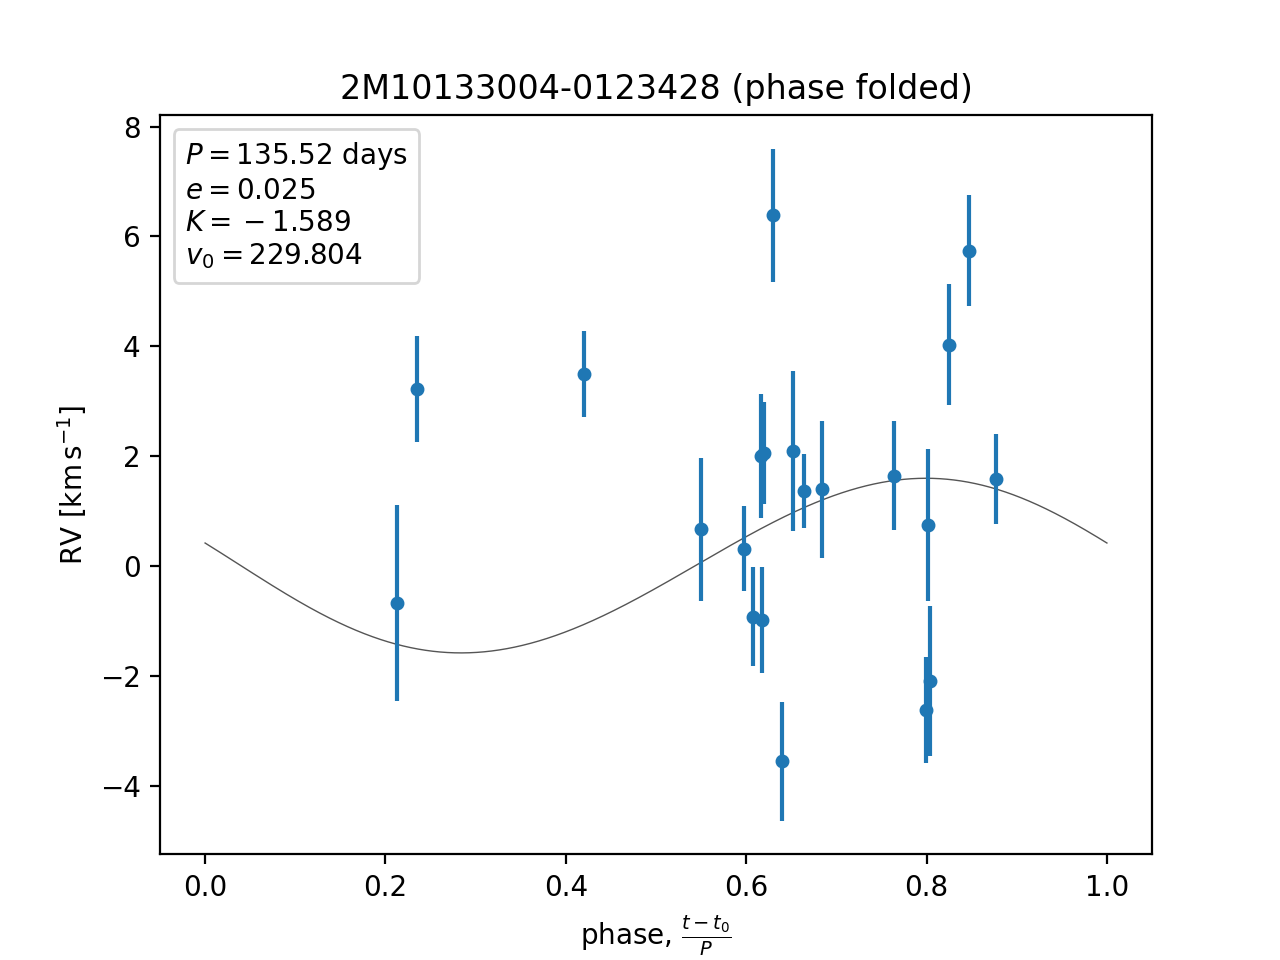 2M10133004-0123428 (phase folded)
P = 135.52 days
e = 0.025
K = −1.589
v₀ = 229.804
8
6
4
2
0
−2
−4
RV [km s⁻¹]
0.0 0.2 0.4 0.6 0.8 1.0
phase, (t − t₀)/P